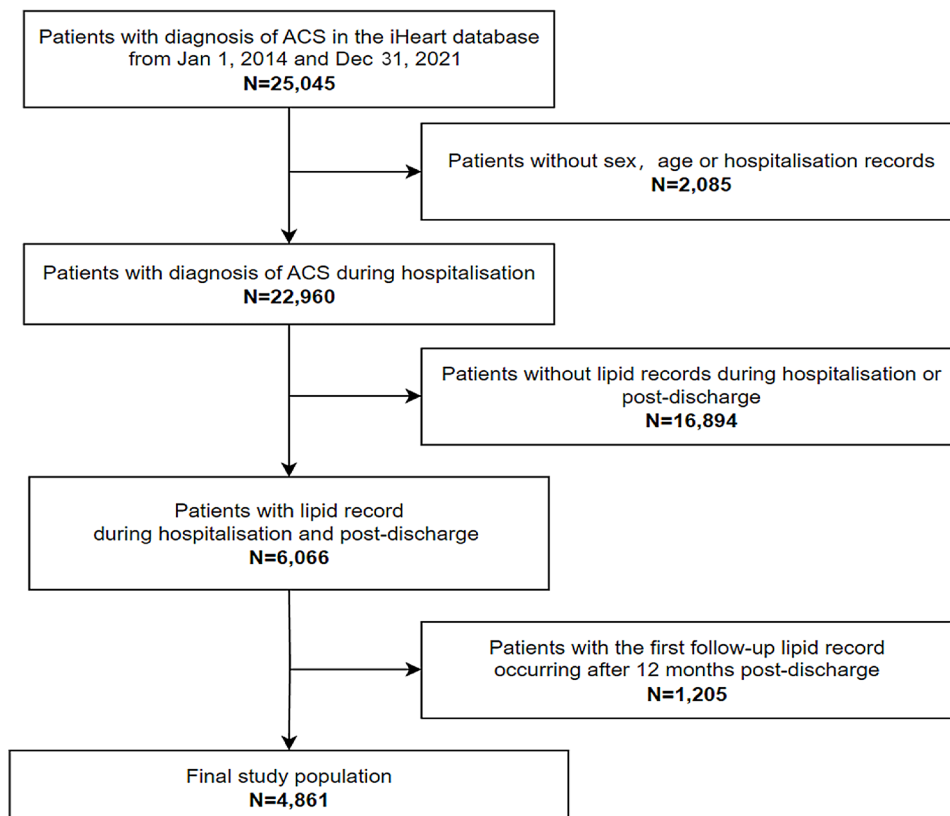 Patients with diagnosis of ACS in the iHeart database
from Jan 1, 2014 and Dec 31, 2021
N=25,045
Patients without sex, age or hospitalisation records
N=2,085
Patients with diagnosis of ACS during hospitalisation
N=22,960
Patients without lipid records during hospitalisation or
post-discharge
N=16,894
Patients with lipid record
during hospitalisation and post-discharge
N=6,066
Patients with the first follow-up lipid record
occurring after 12 months post-discharge
N=1,205
Final study population
N=4,861